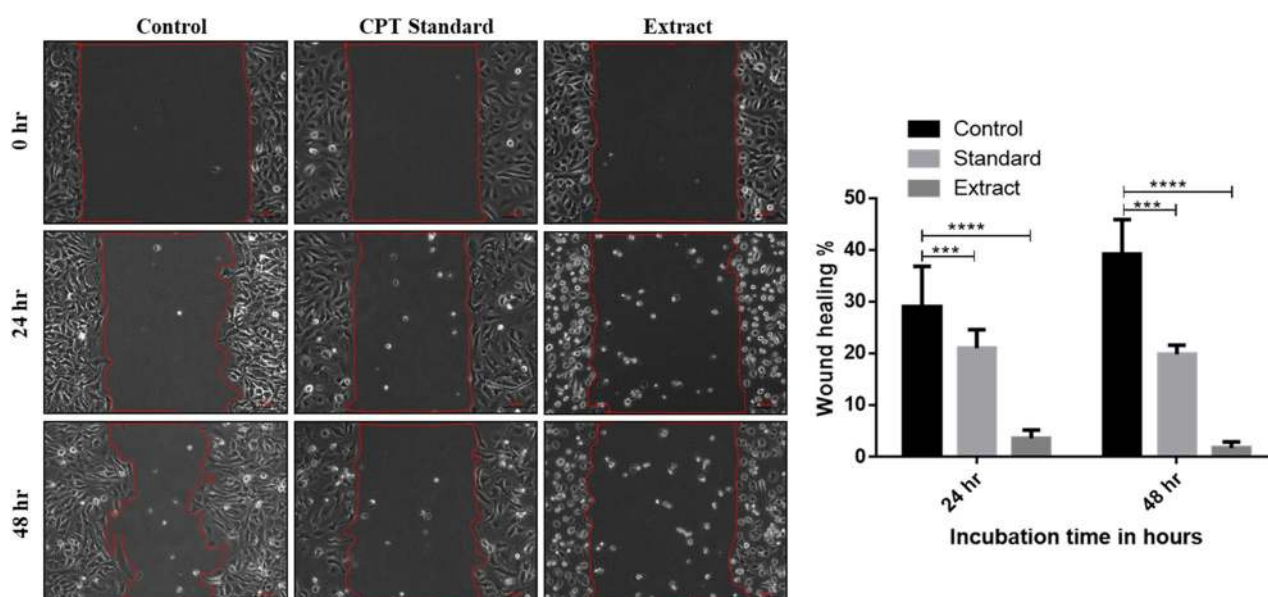 Control CPT Standard Extract
0 hr
24 hr
48 hr
Control
Standard
Extract
Wound healing %
50
40
30
20
10
0
****
***
****
***
24 hr
48 hr
Incubation time in hours